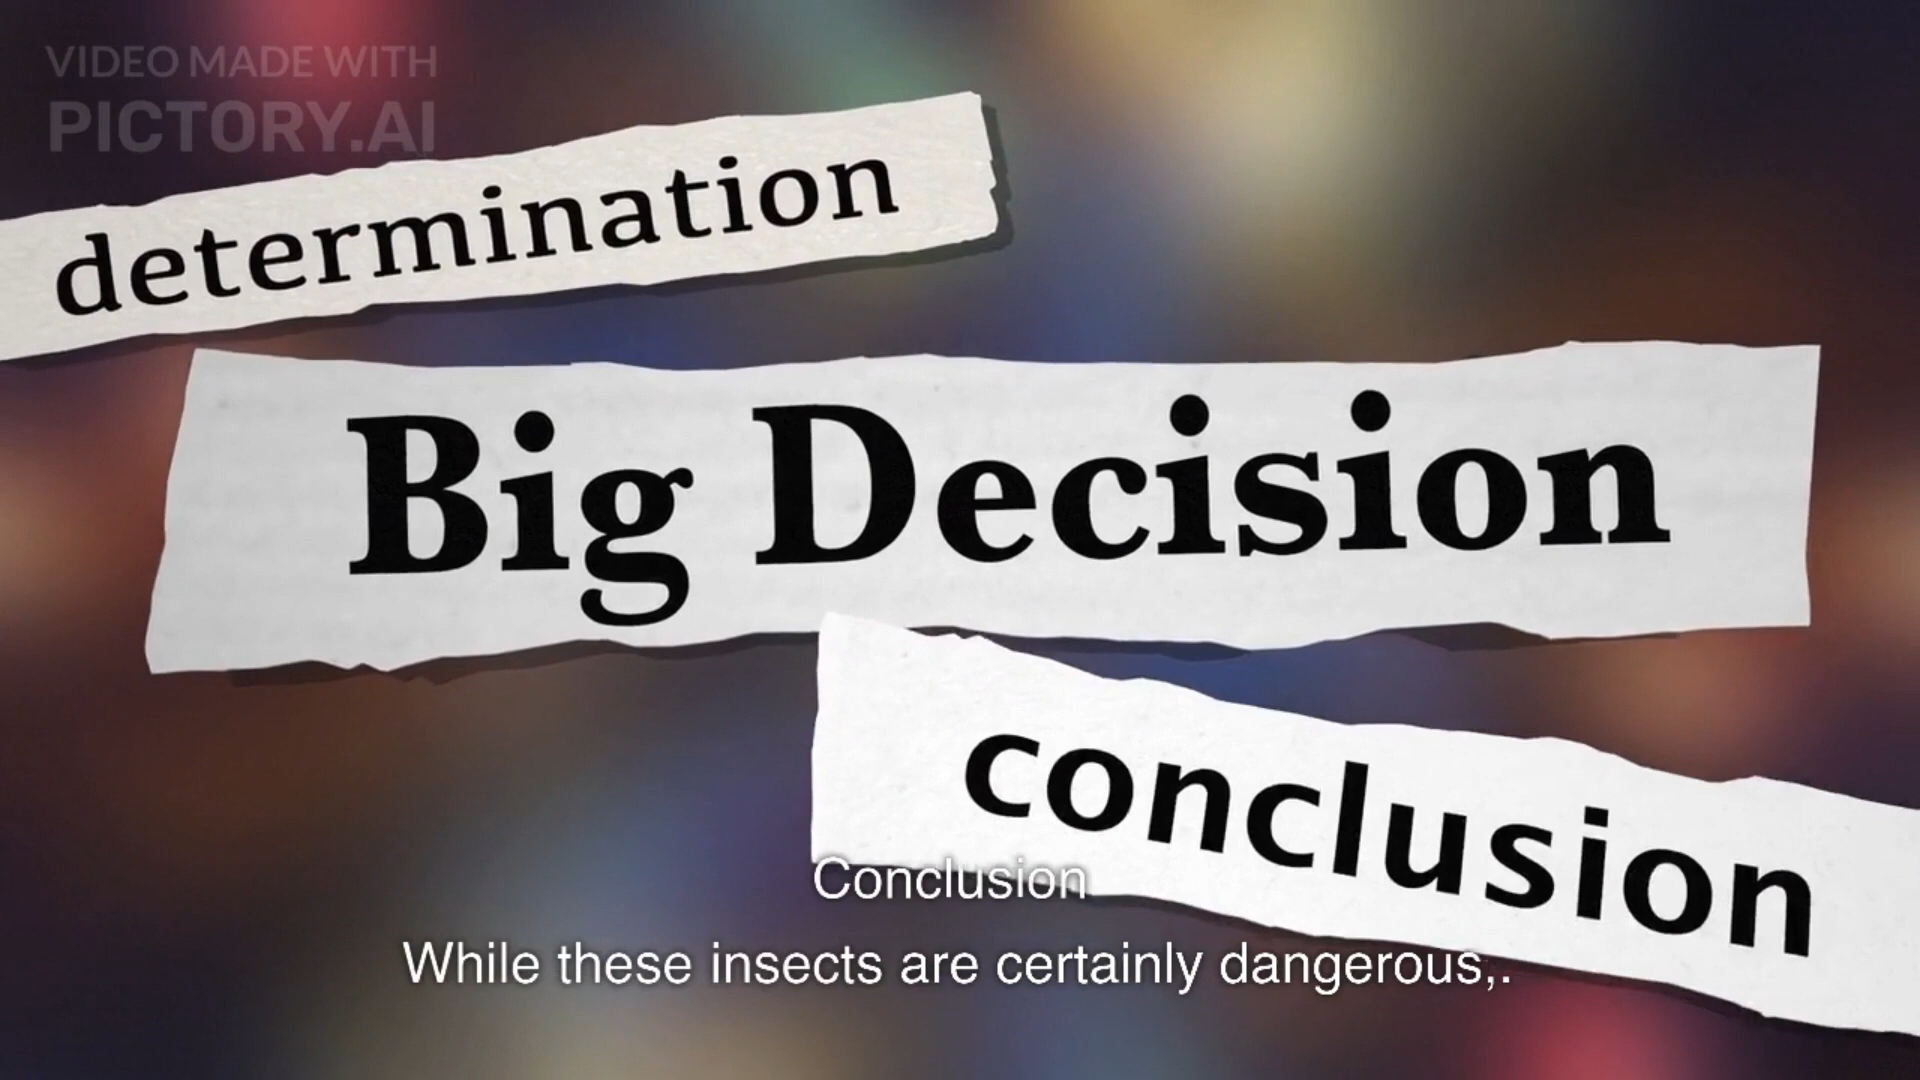 VIDEO MADE WITH
PICTORY.AI
determination
Big Decision
conclusion
Conclusion
While these insects are certainly dangerous,.